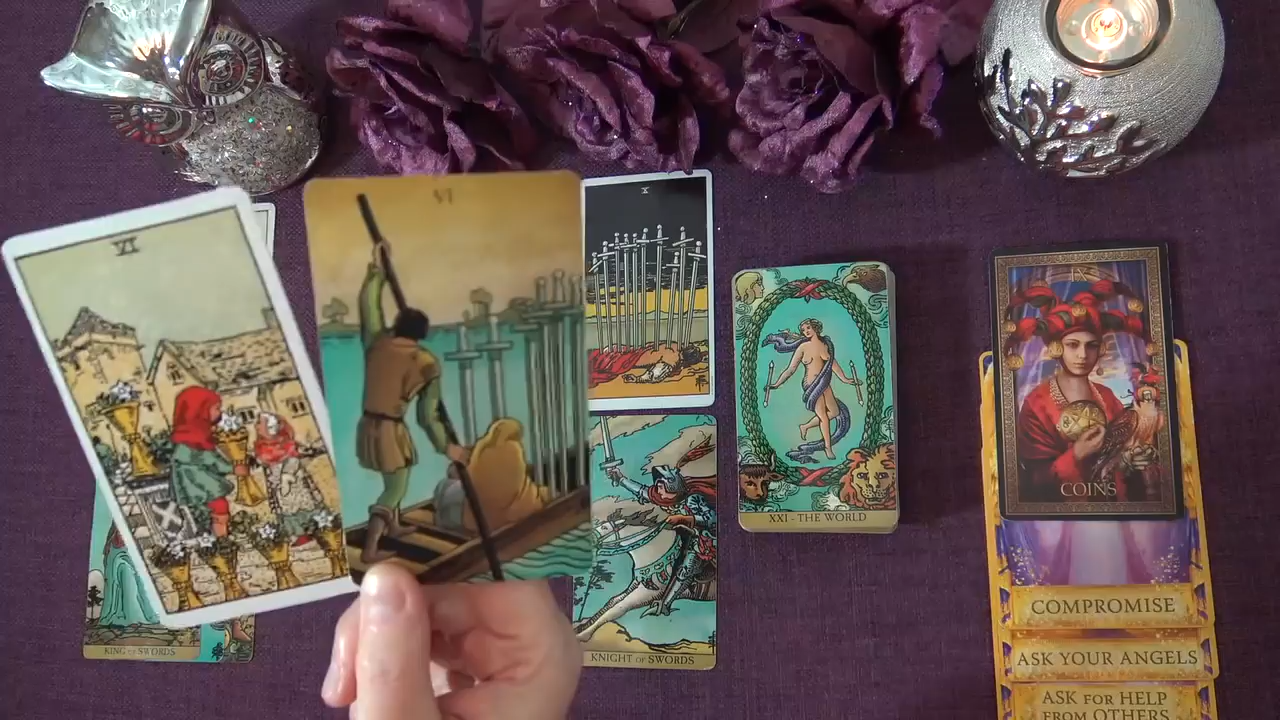 VI
VI
X
XXI - THE WORLD
IX
COINS
KING OF SWORDS
KNIGHT OF SWORDS
COMPROMISE
ASK YOUR ANGELS
ASK FOR HELP
FROM OTHERS